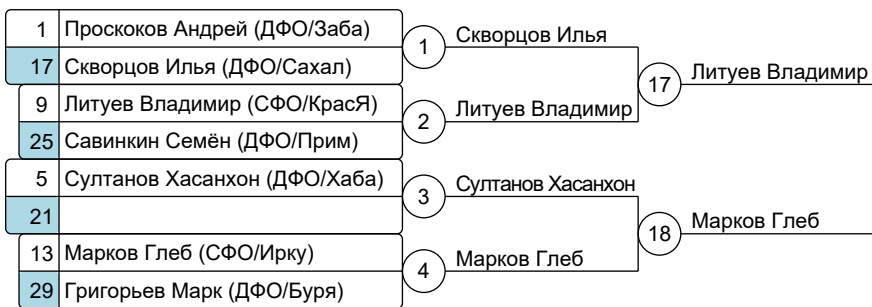 1 Проскоков Андрей (ДФО/Заба)
17 Скворцов Илья (ДФО/Сахал)
1 Скворцов Илья
9 Литуев Владимир (СФО/КрасЯ)
25 Савинкин Семён (ДФО/Прим)
2 Литуев Владимир
17 Литуев Владимир
5 Султанов Хасанхон (ДФО/Хаба)
21
3 Султанов Хасанхон
13 Марков Глеб (СФО/Ирку)
29 Григорьев Марк (ДФО/Буря)
4 Марков Глеб
18 Марков Глеб